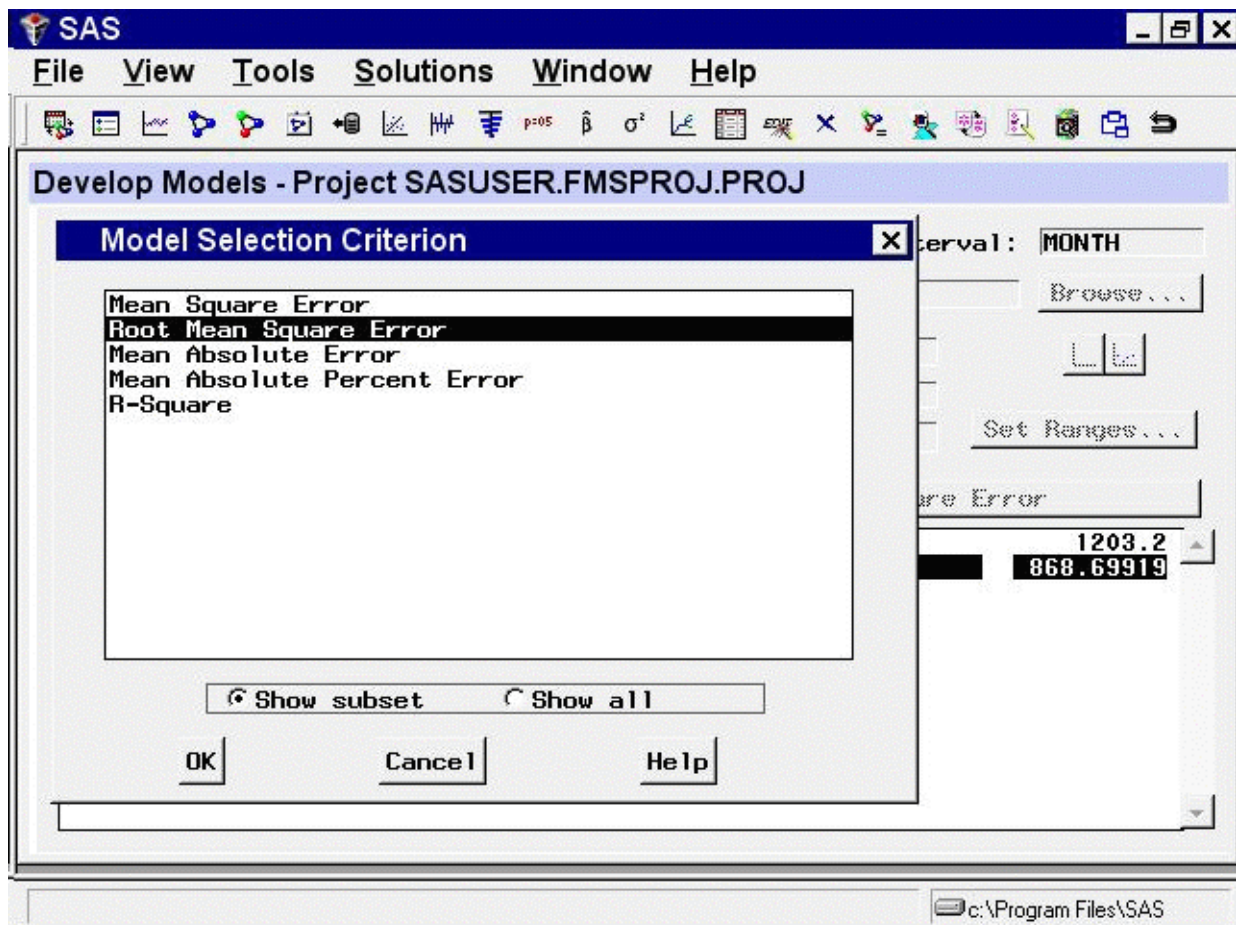 SAS
File View Tools Solutions Window Help
p=05 β̂ σ²
Develop Models - Project SASUSER.FMSPROJ.PROJ
Model Selection Criterion
terval: MONTH
Browse...
Mean Square Error
Root Mean Square Error
Mean Absolute Error
Mean Absolute Percent Error
R-Square
Set Ranges...
are Error
1203.2
868.69919
Show subset Show all
OK Cancel Help
c:\Program Files\SAS